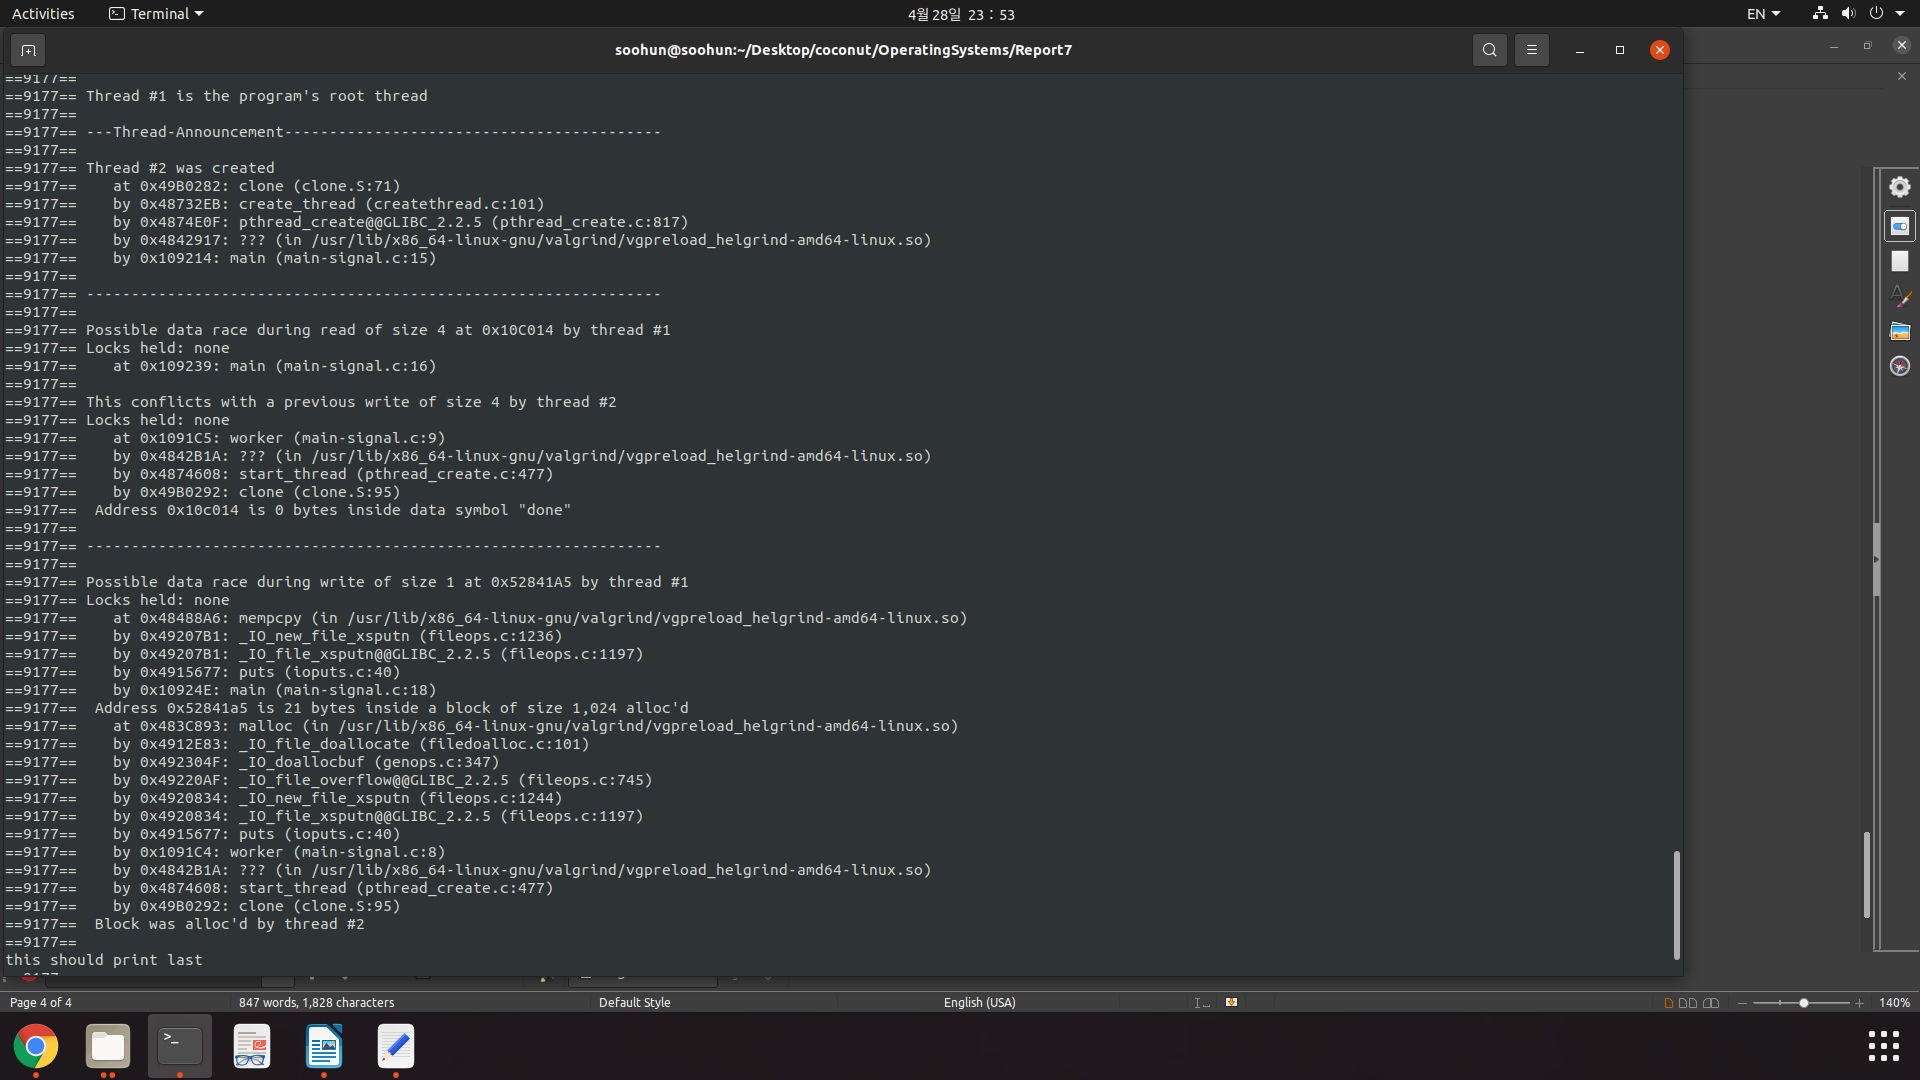 Activities
Terminal
4월 28일 23 : 53
EN
soohun@soohun:~/Desktop/coconut/OperatingSystems/Report7
==9177==
==9177== Thread #1 is the program's root thread
==9177==
==9177== ---Thread-Announcement------------------------------------------
==9177==
==9177== Thread #2 was created
==9177==    at 0x49B0282: clone (clone.S:71)
==9177==    by 0x48732EB: create_thread (createthread.c:101)
==9177==    by 0x4874E0F: pthread_create@@GLIBC_2.2.5 (pthread_create.c:817)
==9177==    by 0x4842917: ??? (in /usr/lib/x86_64-linux-gnu/valgrind/vgpreload_helgrind-amd64-linux.so)
==9177==    by 0x109214: main (main-signal.c:15)
==9177==
==9177== ----------------------------------------------------------------
==9177==
==9177== Possible data race during read of size 4 at 0x10C014 by thread #1
==9177== Locks held: none
==9177==    at 0x109239: main (main-signal.c:16)
==9177==
==9177== This conflicts with a previous write of size 4 by thread #2
==9177== Locks held: none
==9177==    at 0x1091C5: worker (main-signal.c:9)
==9177==    by 0x4842B1A: ??? (in /usr/lib/x86_64-linux-gnu/valgrind/vgpreload_helgrind-amd64-linux.so)
==9177==    by 0x4874608: start_thread (pthread_create.c:477)
==9177==    by 0x49B0292: clone (clone.S:95)
==9177==  Address 0x10c014 is 0 bytes inside data symbol "done"
==9177==
==9177== ----------------------------------------------------------------
==9177==
==9177== Possible data race during write of size 1 at 0x52841A5 by thread #1
==9177== Locks held: none
==9177==    at 0x48488A6: mempcpy (in /usr/lib/x86_64-linux-gnu/valgrind/vgpreload_helgrind-amd64-linux.so)
==9177==    by 0x49207B1: _IO_new_file_xsputn (fileops.c:1236)
==9177==    by 0x49207B1: _IO_file_xsputn@@GLIBC_2.2.5 (fileops.c:1197)
==9177==    by 0x4915677: puts (ioputs.c:40)
==9177==    by 0x10924E: main (main-signal.c:18)
==9177==  Address 0x52841a5 is 21 bytes inside a block of size 1,024 alloc'd
==9177==    at 0x483C893: malloc (in /usr/lib/x86_64-linux-gnu/valgrind/vgpreload_helgrind-amd64-linux.so)
==9177==    by 0x4912E83: _IO_file_doallocate (filedoalloc.c:101)
==9177==    by 0x492304F: _IO_doallocbuf (genops.c:347)
==9177==    by 0x49220AF: _IO_file_overflow@@GLIBC_2.2.5 (fileops.c:745)
==9177==    by 0x4920834: _IO_new_file_xsputn (fileops.c:1244)
==9177==    by 0x4920834: _IO_file_xsputn@@GLIBC_2.2.5 (fileops.c:1197)
==9177==    by 0x4915677: puts (ioputs.c:40)
==9177==    by 0x1091C4: worker (main-signal.c:8)
==9177==    by 0x4842B1A: ??? (in /usr/lib/x86_64-linux-gnu/valgrind/vgpreload_helgrind-amd64-linux.so)
==9177==    by 0x4874608: start_thread (pthread_create.c:477)
==9177==    by 0x49B0292: clone (clone.S:95)
==9177==  Block was alloc'd by thread #2
==9177==
this should print last
Page 4 of 4
847 words, 1,828 characters
Default Style
English (USA)
140%